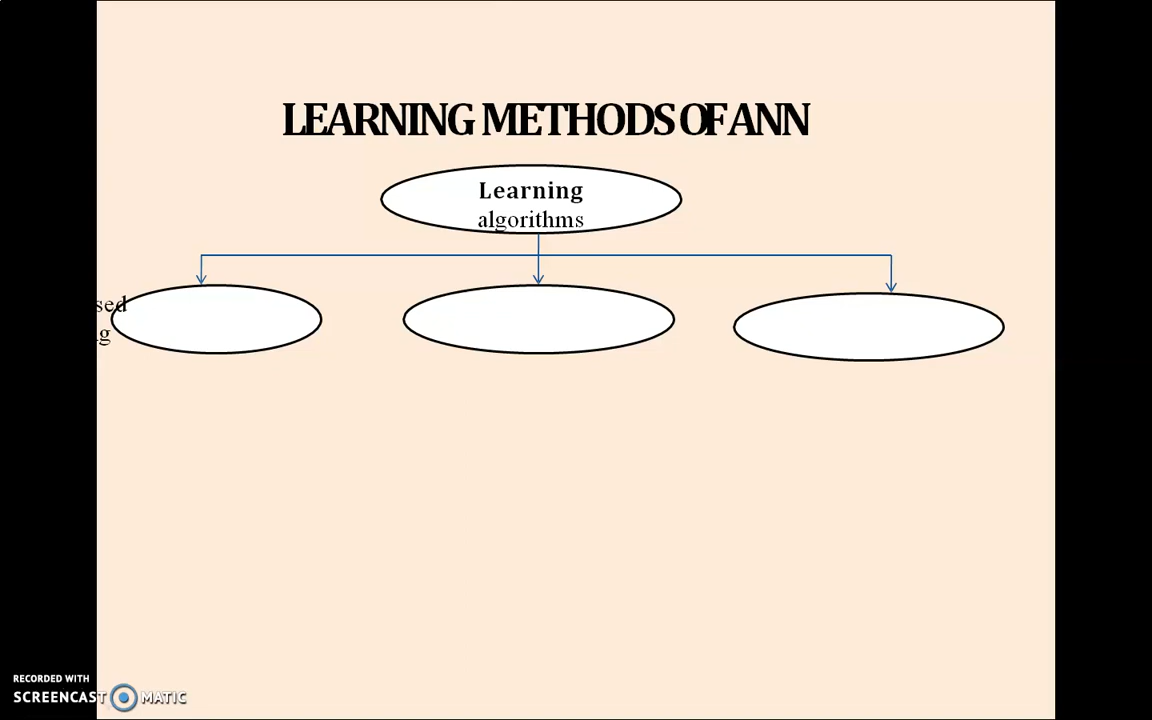 LEARNING METHODS OF ANN
Learning
algorithms
sed
g
RECORDED WITH
SCREENCAST MATIC